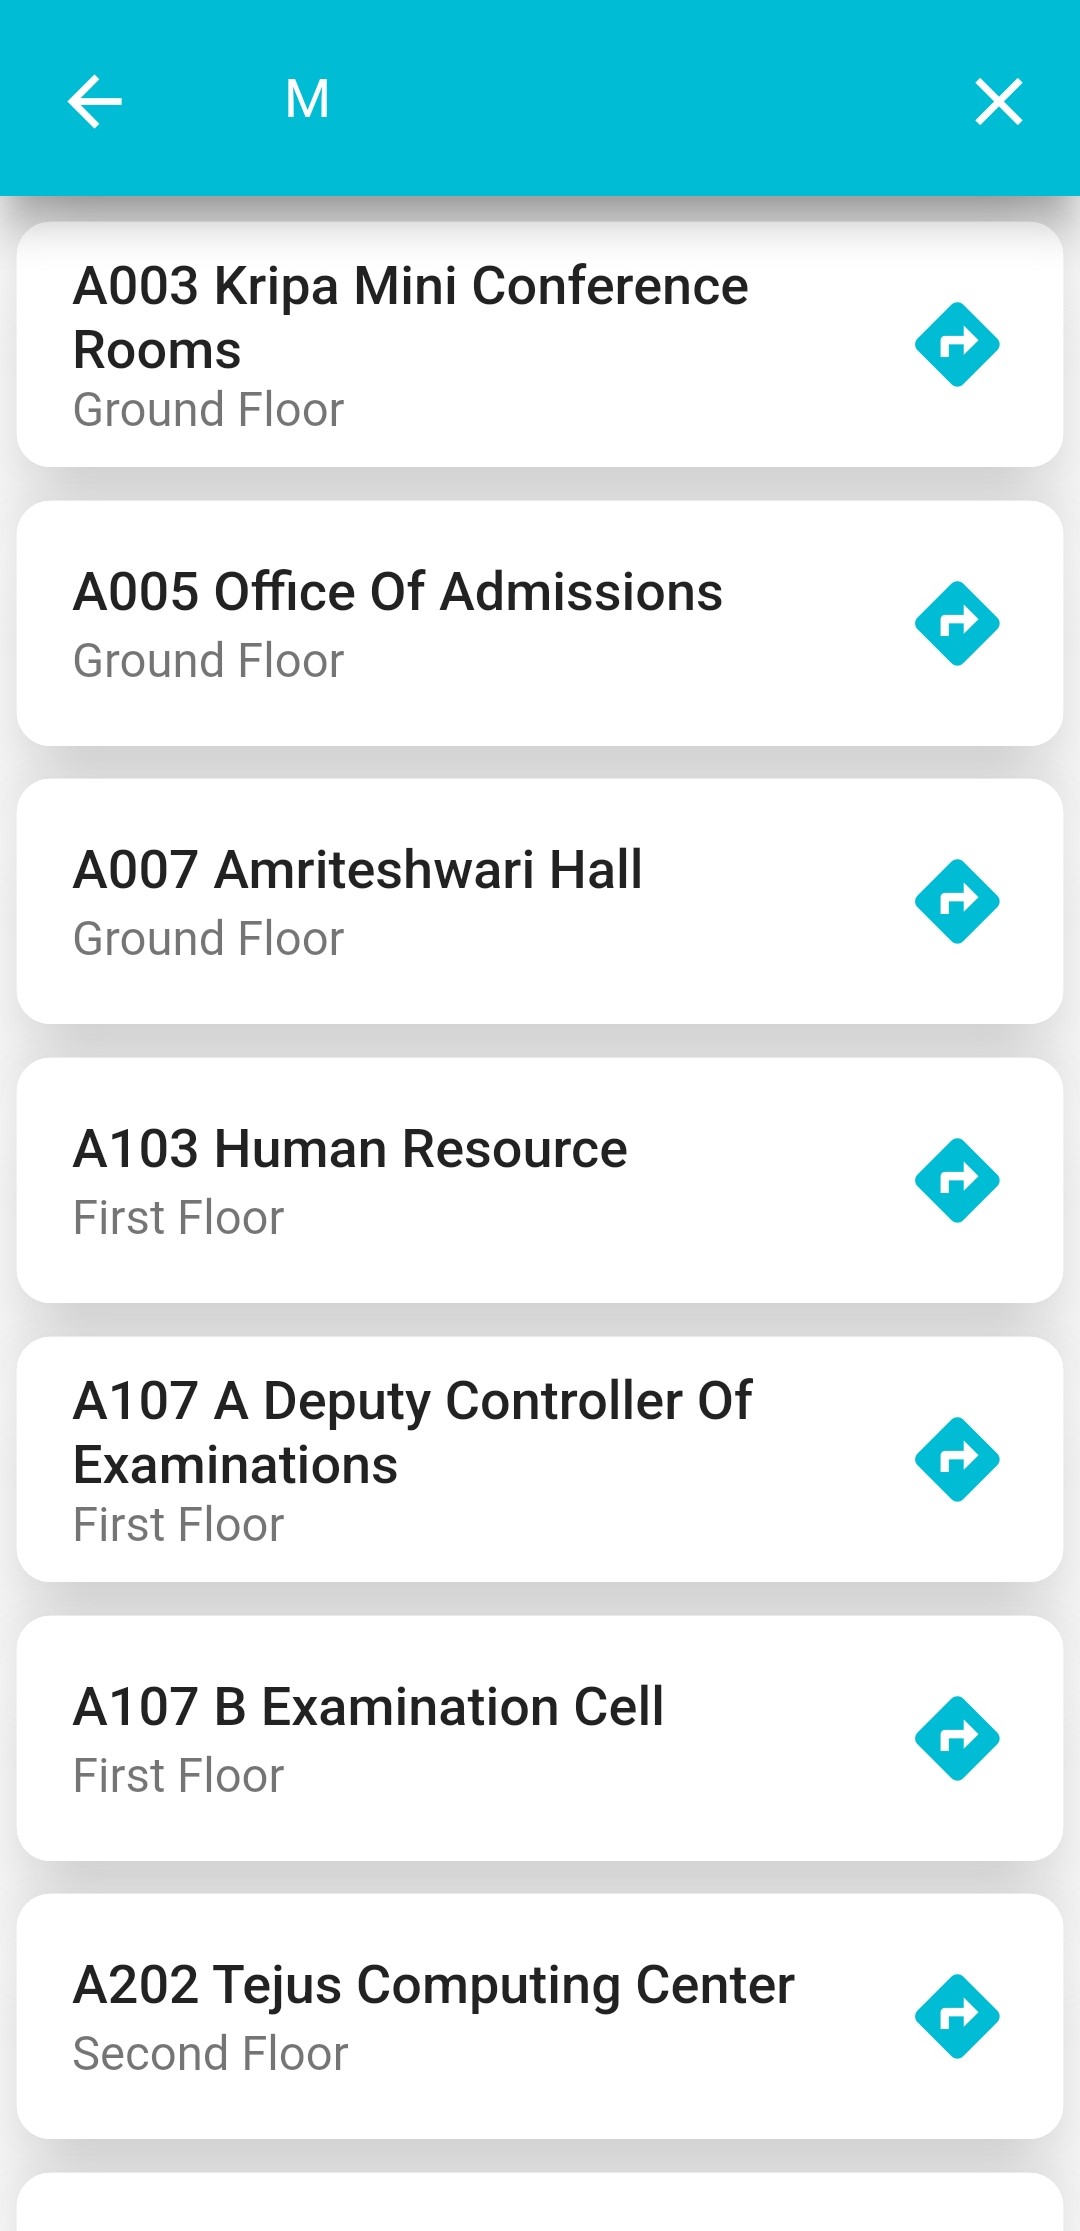 M
A003 Kripa Mini Conference
Rooms
Ground Floor
A005 Office Of Admissions
Ground Floor
A007 Amriteshwari Hall
Ground Floor
A103 Human Resource
First Floor
A107 A Deputy Controller Of
Examinations
First Floor
A107 B Examination Cell
First Floor
A202 Tejus Computing Center
Second Floor